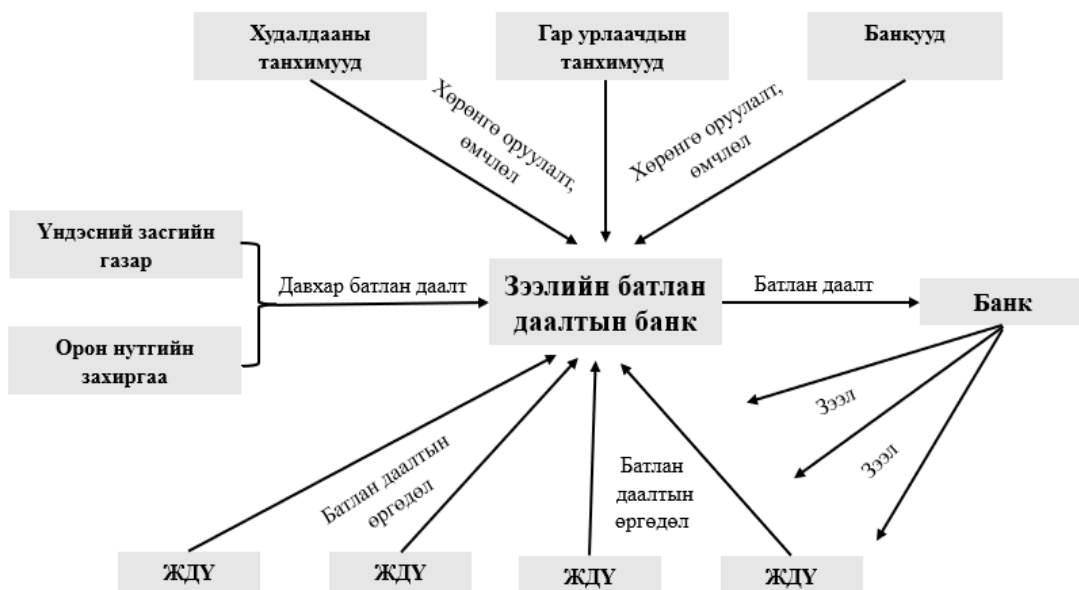 Худалдааны
танхимууд
Гар урлаачдын
танхимууд
Банкууд
Хөрөнгө оруулалт,
өмчлөл
Хөрөнгө оруулалт,
өмчлөл
Үндэсний засгийн
газар
Орон нутгийн
захиргаа
Давхар батлан даалт
Зээлийн батлан
даалтын банк
Батлан даалт
Банк
Зээл
Зээл
Батлан даалтын
өргөдөл
Батлан
даалтын
өргөдөл
ЖДҮ
ЖДҮ
ЖДҮ
ЖДҮ